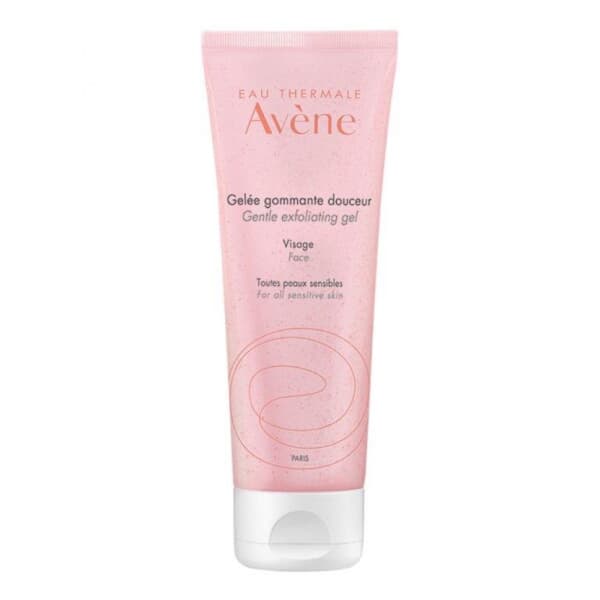 EAU THERMALE
Avène
Gelée gommante douceur
Gentle exfoliating gel
Visage
Face
Toutes peaux sensibles
For all sensitive skin
PARIS